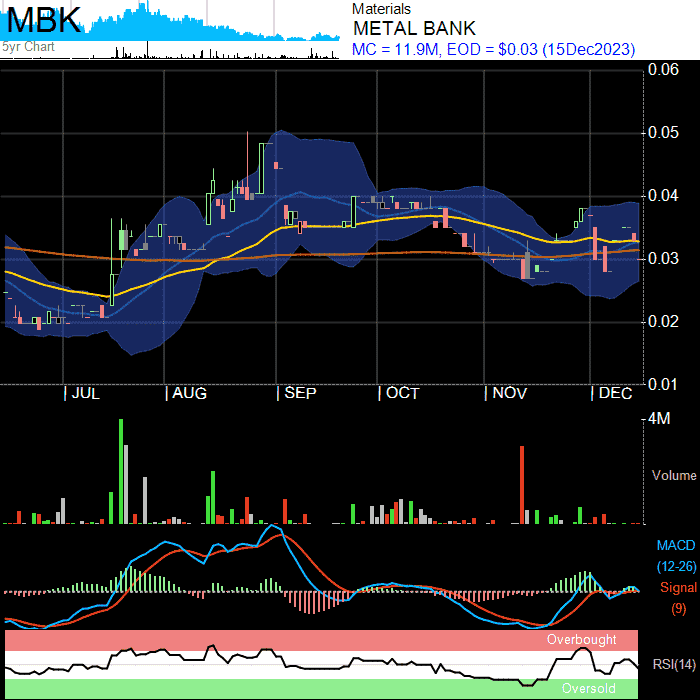 MBK
5yr Chart
Materials
METAL BANK
MC = 11.9M, EOD = $0.03 (15Dec2023)
0.06
0.05
0.04
0.03
0.02
0.01
JUL AUG SEP OCT NOV DEC
4M
Volume
MACD
(12-26)
Signal
(9)
Overbought
RSI(14)
Oversold